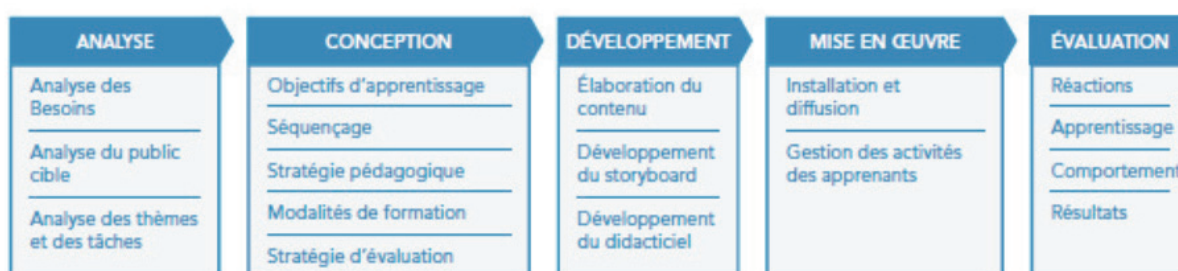 ANALYSE
Analyse des
Besoins
Analyse du public
cible
Analyse des thèmes
et des tâches
CONCEPTION
Objectifs d'apprentissage
Séquençage
Stratégie pédagogique
Modalités de formation
Stratégie d'évaluation
DÉVELOPPEMENT
Élaboration du
contenu
Développement
du storyboard
Développement
du didacticiel
MISE EN ŒUVRE
Installation et
diffusion
Gestion des activités
des apprenants
ÉVALUATION
Réactions
Apprentissage
Comportement
Résultats